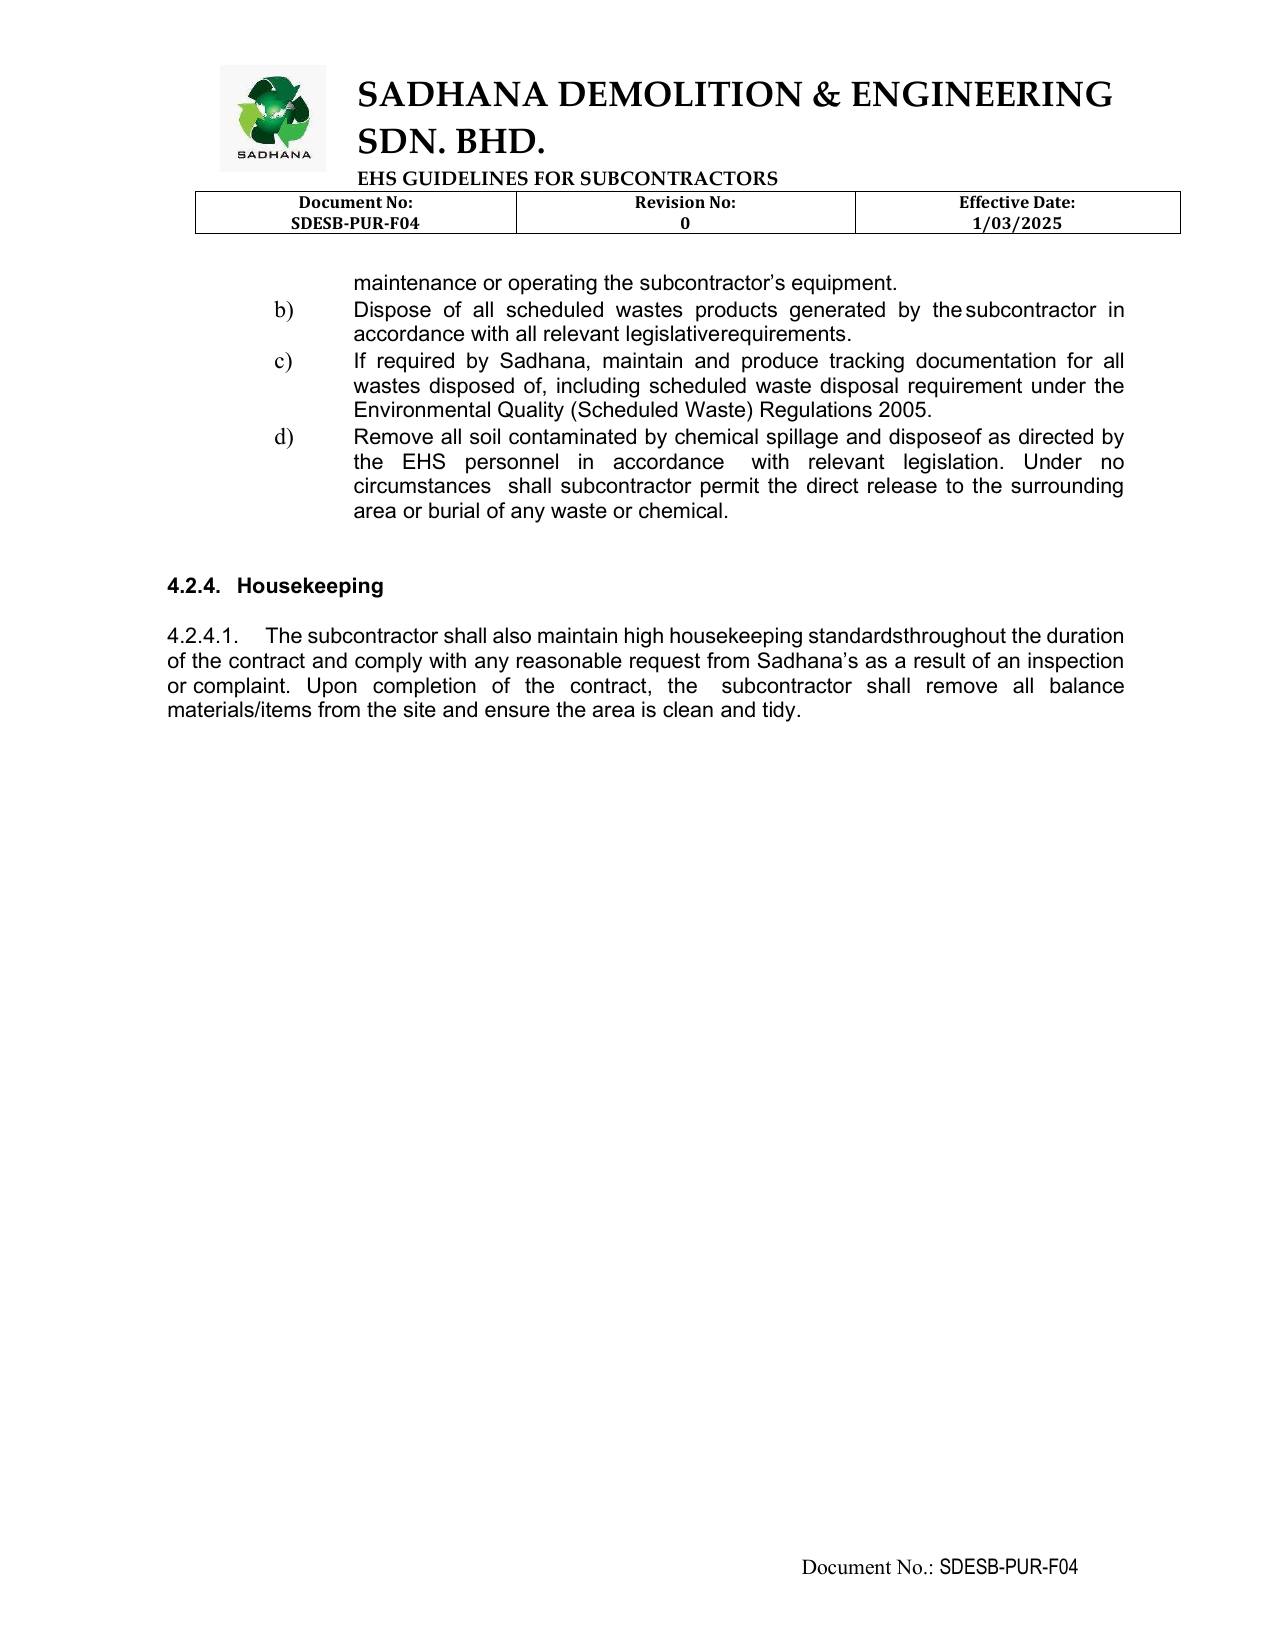 SADHANA
SADHANA DEMOLITION & ENGINEERING
SDN. BHD.
EHS GUIDELINES FOR SUBCONTRACTORS
Document No: Revision No: Effective Date:
SDESB-PUR-F04 0 1/03/2025
maintenance or operating the subcontractor’s equipment.
b) Dispose of all scheduled wastes products generated by the subcontractor in
accordance with all relevant legislativerequirements.
c) If required by Sadhana, maintain and produce tracking documentation for all
wastes disposed of, including scheduled waste disposal requirement under the
Environmental Quality (Scheduled Waste) Regulations 2005.
d) Remove all soil contaminated by chemical spillage and disposeof as directed by
the EHS personnel in accordance with relevant legislation. Under no
circumstances shall subcontractor permit the direct release to the surrounding
area or burial of any waste or chemical.
4.2.4. Housekeeping
4.2.4.1. The subcontractor shall also maintain high housekeeping standardsthroughout the duration
of the contract and comply with any reasonable request from Sadhana’s as a result of an inspection
or complaint. Upon completion of the contract, the subcontractor shall remove all balance
materials/items from the site and ensure the area is clean and tidy.
Document No.: SDESB-PUR-F04